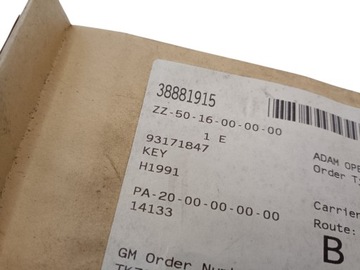 38881915
ZZ-50-16-00-00-00
1 E
93171847
KEY
H1991
PA-20-00-00-00-00
14133
ADAM OPE
Order T
Carrier
Route:
B
GM Order Num